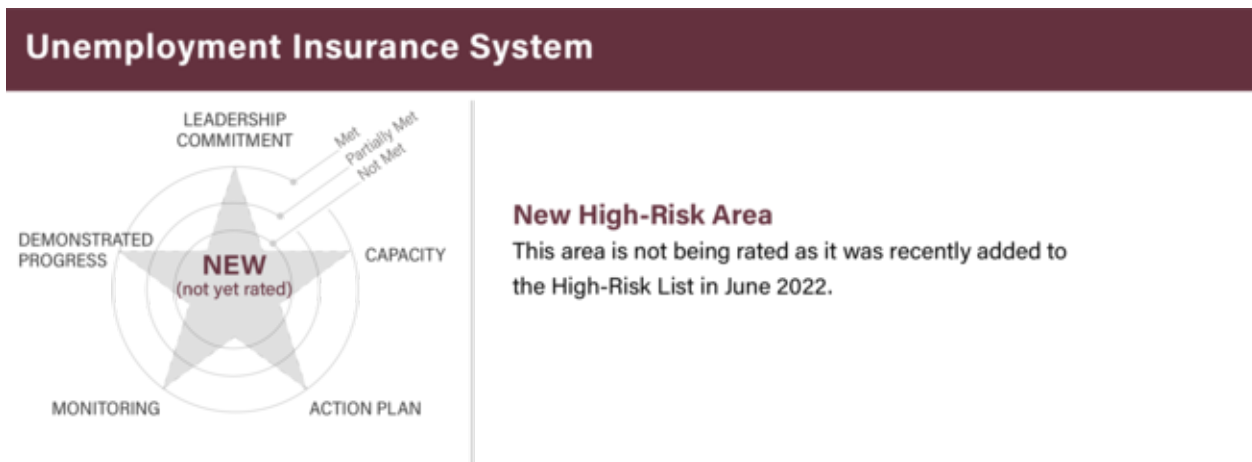 Unemployment Insurance System
LEADERSHIP
COMMITMENT
Met
Partially Met
Not Met
DEMONSTRATED
PROGRESS
CAPACITY
NEW
(not yet rated)
MONITORING
ACTION PLAN
New High-Risk Area
This area is not being rated as it was recently added to
the High-Risk List in June 2022.